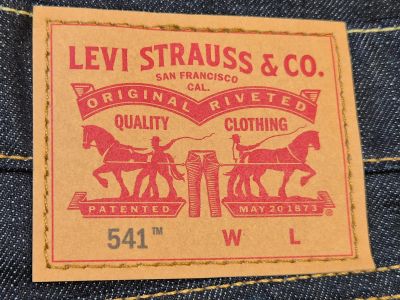 LEVI STRAUSS & CO.
SAN FRANCISCO
CAL.
ORIGINAL RIVETED
QUALITY CLOTHING
PATENTED MAY 20 1873 ®
541™ W L